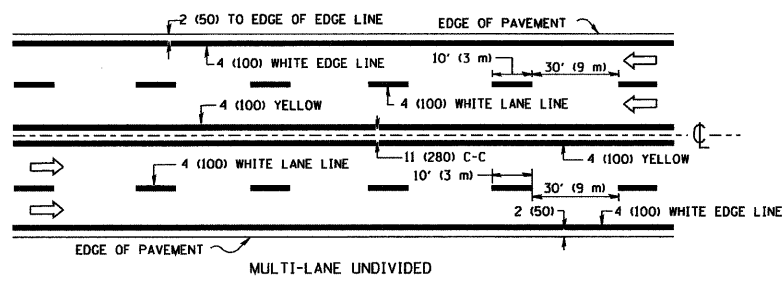 2 (50) TO EDGE OF EDGE LINE
EDGE OF PAVEMENT
4 (100) WHITE EDGE LINE
10' (3 m)
30' (9 m)
4 (100) YELLOW
4 (100) WHITE LANE LINE
℄
4 (100) WHITE LANE LINE
11 (280) C-C
4 (100) YELLOW
10' (3 m)
30' (9 m)
2 (50)
4 (100) WHITE EDGE LINE
EDGE OF PAVEMENT
MULTI-LANE UNDIVIDED